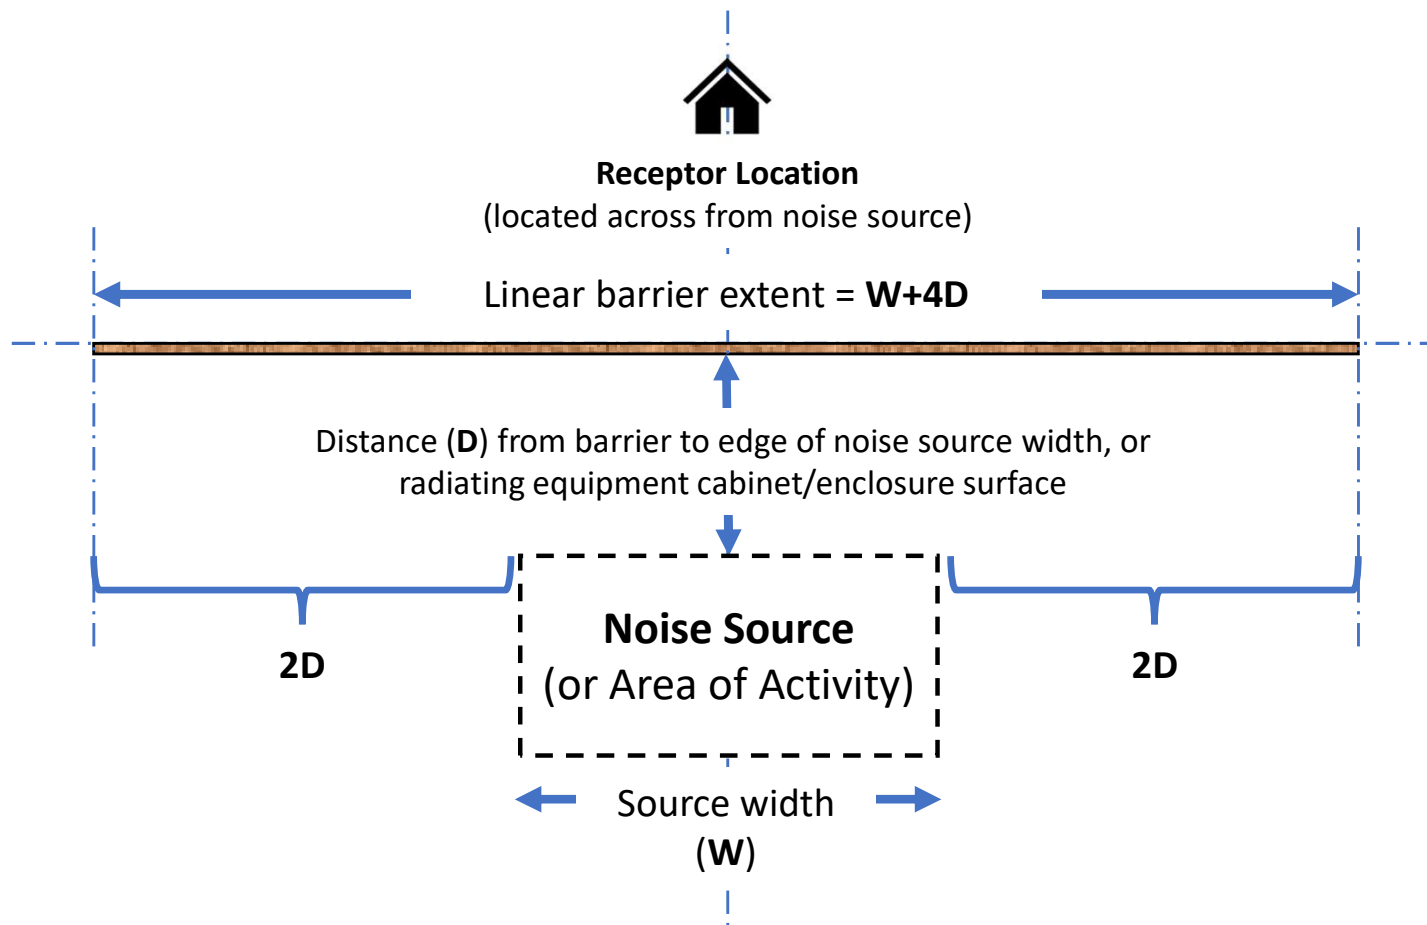 Receptor Location
(located across from noise source)
Linear barrier extent = W+4D
Distance (D) from barrier to edge of noise source width, or
radiating equipment cabinet/enclosure surface
2D
Noise Source
(or Area of Activity)
2D
Source width
(W)